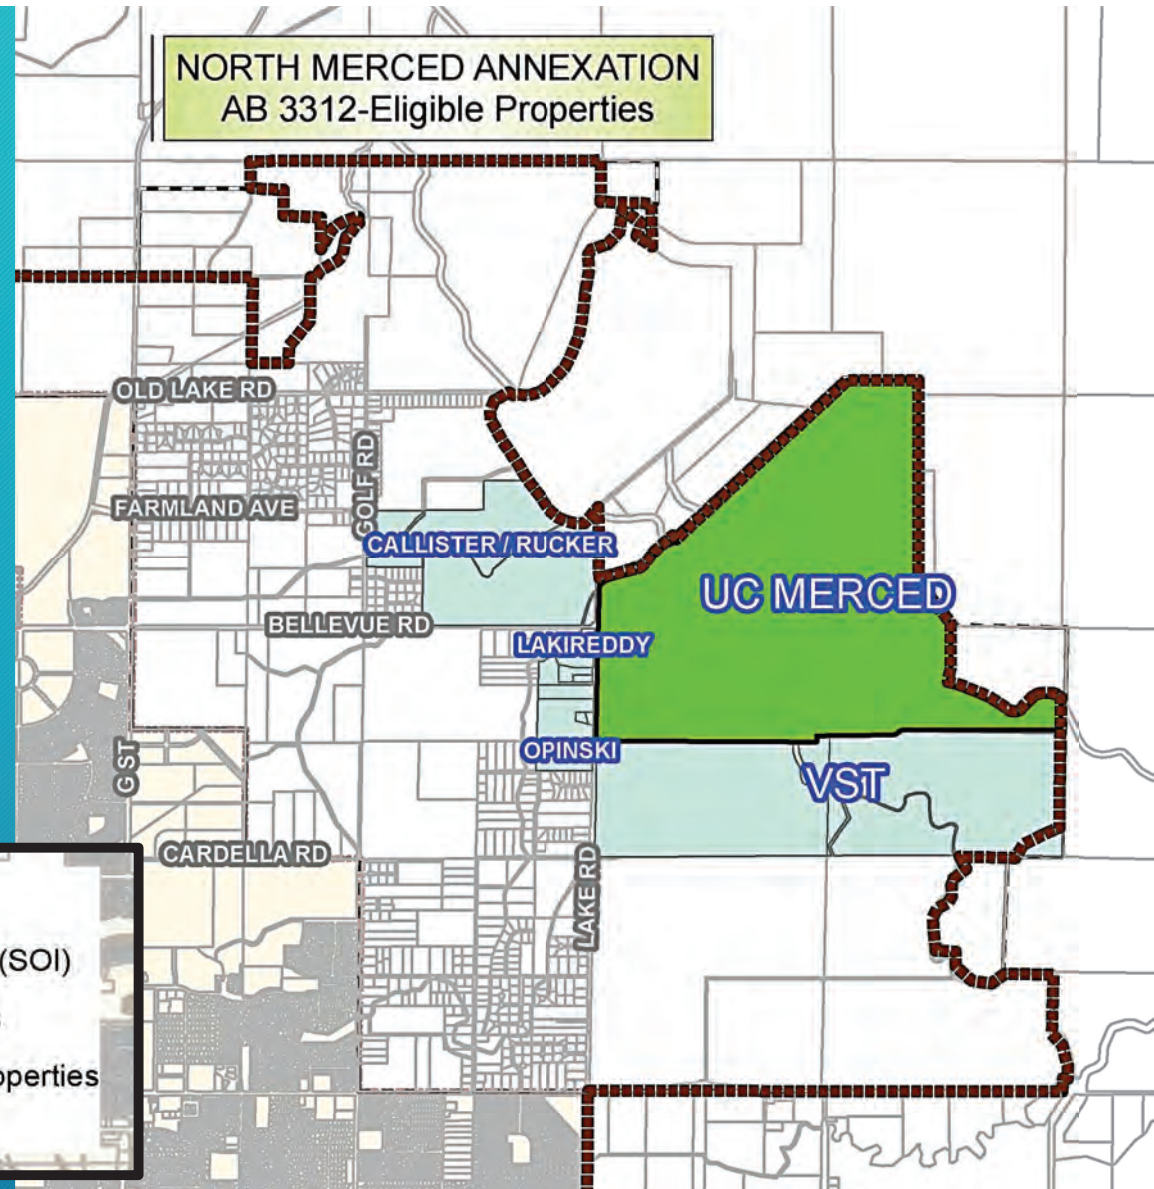 NORTH MERCED ANNEXATION
AB 3312-Eligible Properties
OLD LAKE RD
GOLF RD
FARMLAND AVE
CALLISTER / RUCKER
UC MERCED
BELLEVUE RD
LAKIREDDY
G ST
OPINSKI
VST
CARDELLA RD
LAKE RD
(SOI)
operties